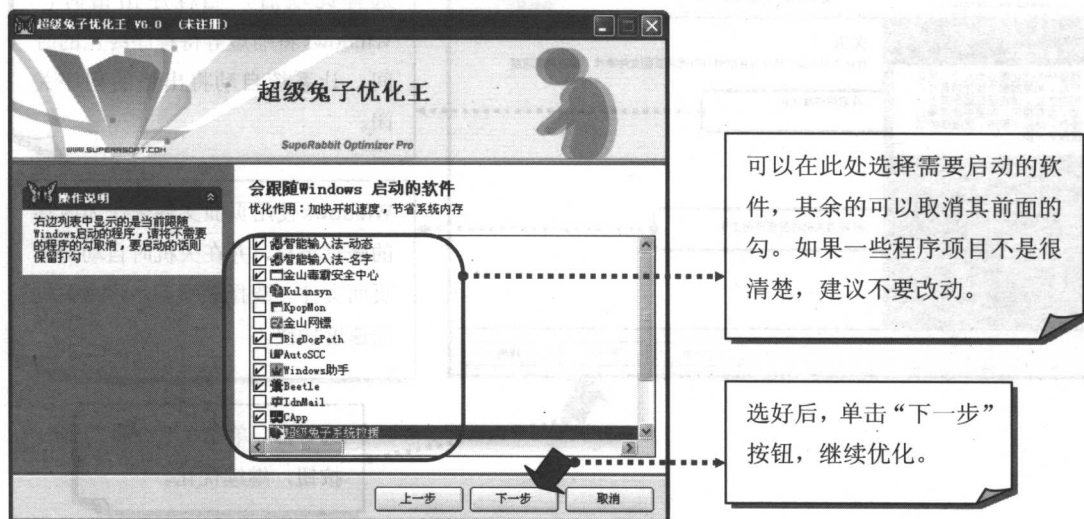 超级兔子优化王 V6.0 （未注册）
超级兔子优化王
WWW.SUPERRSOFT.COM
SupeRabbit Optimizer Pro
操作说明
右边列表中显示的是当前跟随
Windows启动的程序，请将不需要
的程序的勾取消，要启动的话则
保留打勾
会跟随Windows 启动的软件
优化作用：加快开机速度，节省系统内存
智能输入法-动态
智能输入法-名字
金山毒霸安全中心
Kulansyn
KpopMon
金山网镖
BigDogPath
AutoSCC
Windows助手
Beetle
IdnMail
CApp
超级兔子系统救援
上一步
下一步
取消
可以在此处选择需要启动的软
件，其余的可以取消其前面的
勾。如果一些程序项目不是很
清楚，建议不要改动。
选好后，单击“下一步”
按钮，继续优化。